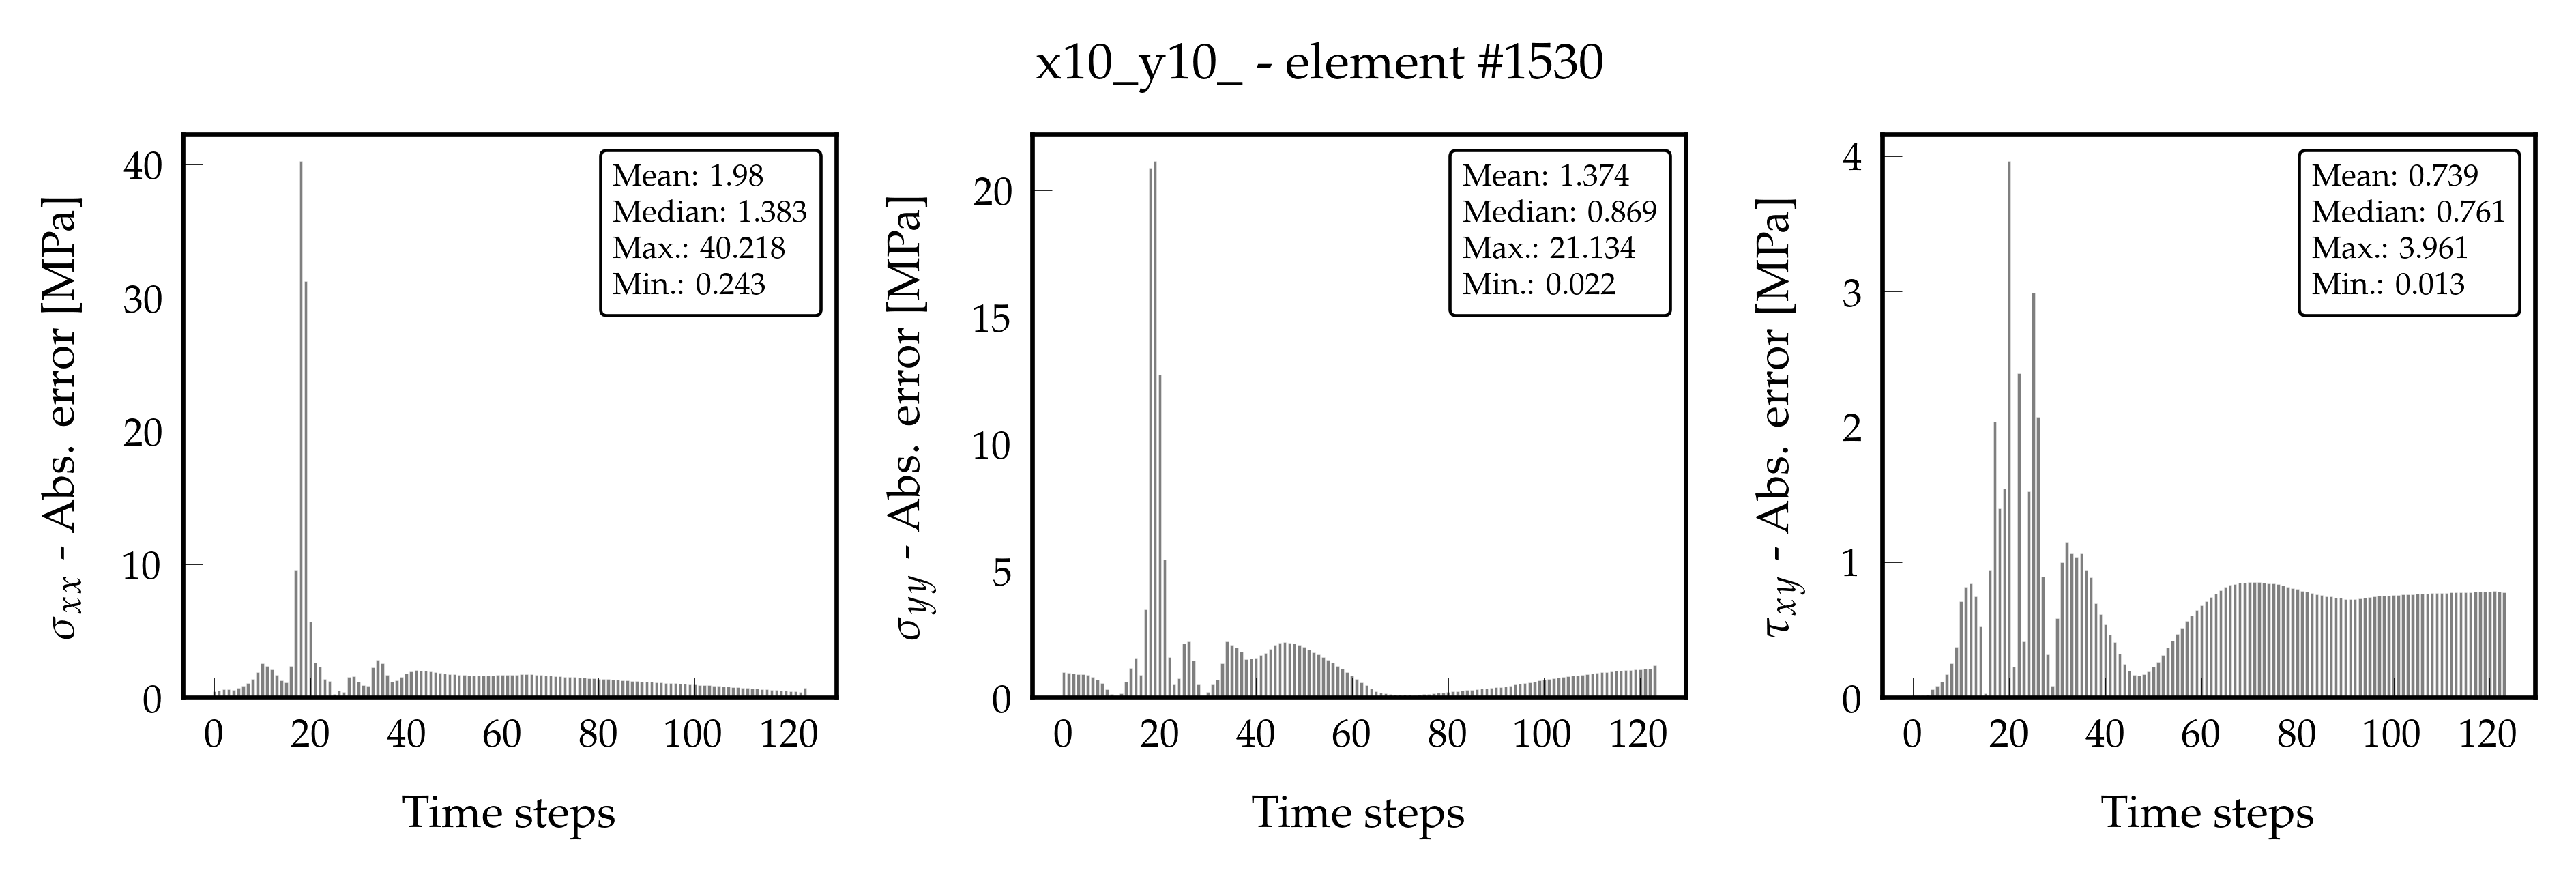 x10_y10_ - element #1530
σxx - Abs. error [MPa]
40
30
20
10
0
Mean: 1.98
Median: 1.383
Max.: 40.218
Min.: 0.243
0 20 40 60 80 100 120
Time steps
σyy - Abs. error [MPa]
20
15
10
5
0
Mean: 1.374
Median: 0.869
Max.: 21.134
Min.: 0.022
0 20 40 60 80 100 120
Time steps
τxy - Abs. error [MPa]
4
3
2
1
0
Mean: 0.739
Median: 0.761
Max.: 3.961
Min.: 0.013
0 20 40 60 80 100 120
Time steps